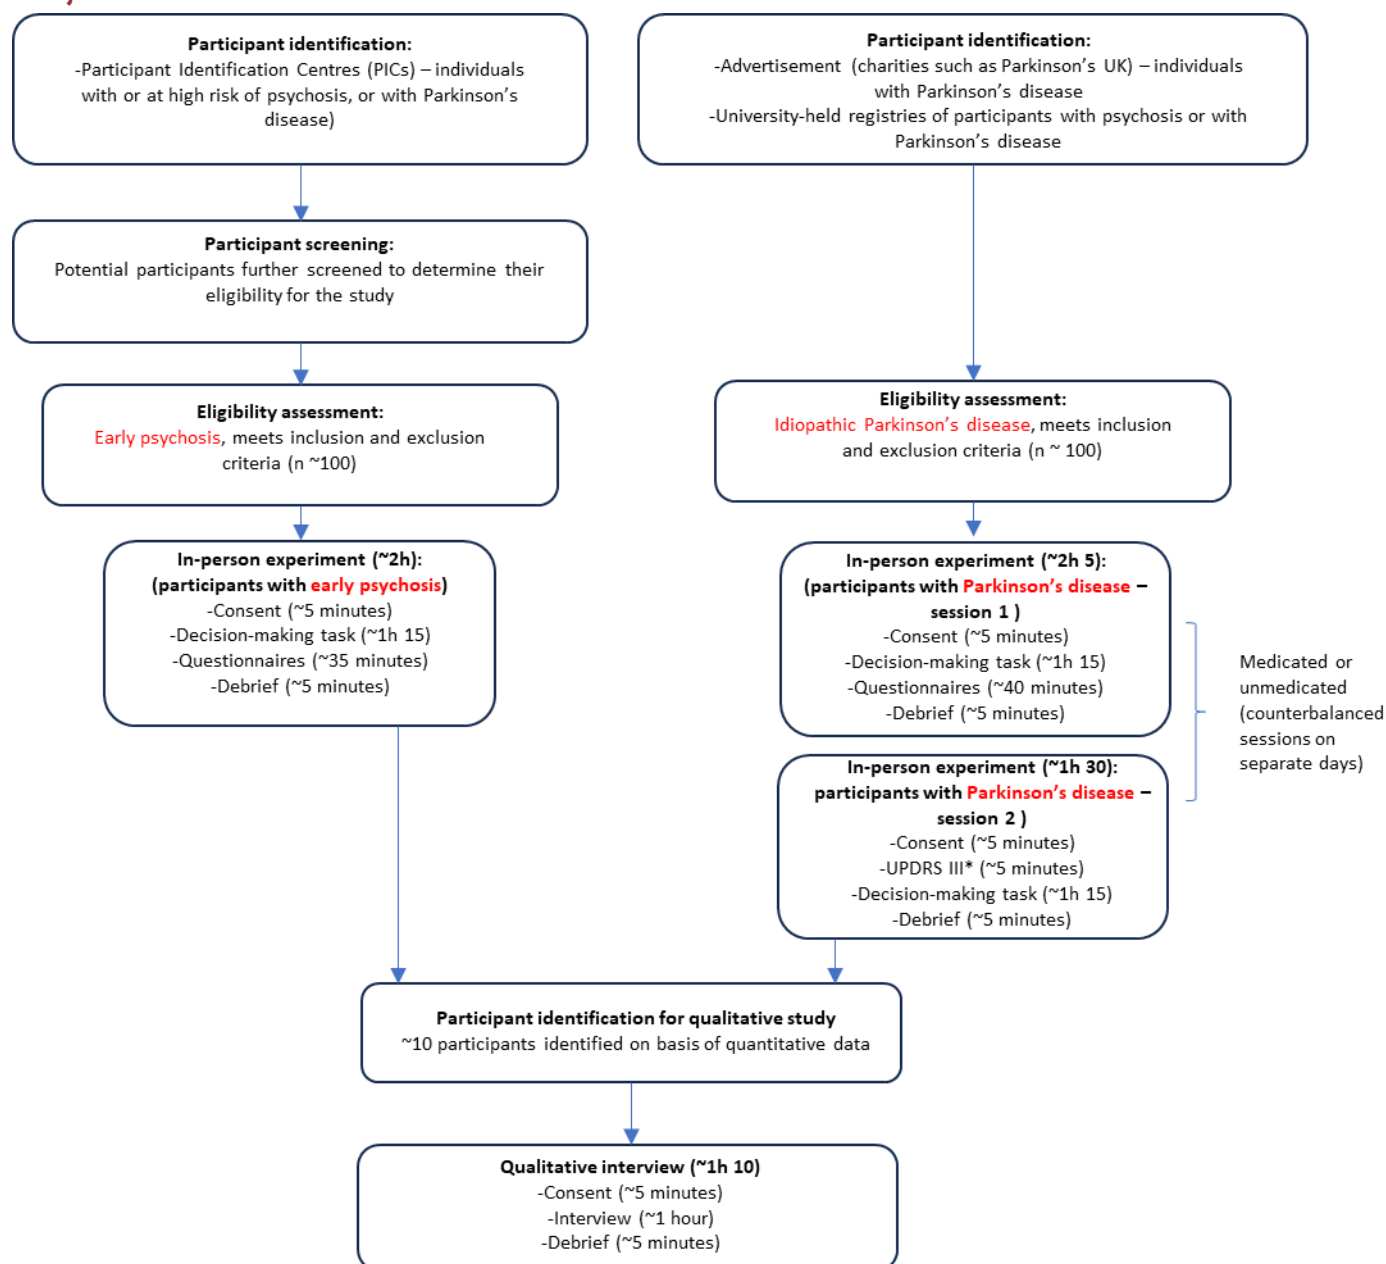 Participant identification:
-Participant Identification Centres (PICs) – individuals
with or at high risk of psychosis, or with Parkinson’s
disease)
Participant identification:
-Advertisement (charities such as Parkinson’s UK) – individuals
with Parkinson’s disease
-University-held registries of participants with psychosis or with
Parkinson’s disease
Participant screening:
Potential participants further screened to determine their
eligibility for the study
Eligibility assessment:
Early psychosis, meets inclusion and exclusion
criteria (n ~100)
Eligibility assessment:
Idiopathic Parkinson’s disease, meets inclusion
and exclusion criteria (n ~ 100)
In-person experiment (~2h):
(participants with early psychosis)
-Consent (~5 minutes)
-Decision-making task (~1h 15)
-Questionnaires (~35 minutes)
-Debrief (~5 minutes)
In-person experiment (~2h 5):
(participants with Parkinson’s disease –
session 1 )
-Consent (~5 minutes)
-Decision-making task (~1h 15)
-Questionnaires (~40 minutes)
-Debrief (~5 minutes)
Medicated or
unmedicated
(counterbalanced
sessions on
separate days)
In-person experiment (~1h 30):
participants with Parkinson’s disease –
session 2 )
-Consent (~5 minutes)
-UPDRS III* (~5 minutes)
-Decision-making task (~1h 15)
-Debrief (~5 minutes)
Participant identification for qualitative study
~10 participants identified on basis of quantitative data
Qualitative interview (~1h 10)
-Consent (~5 minutes)
-Interview (~1 hour)
-Debrief (~5 minutes)